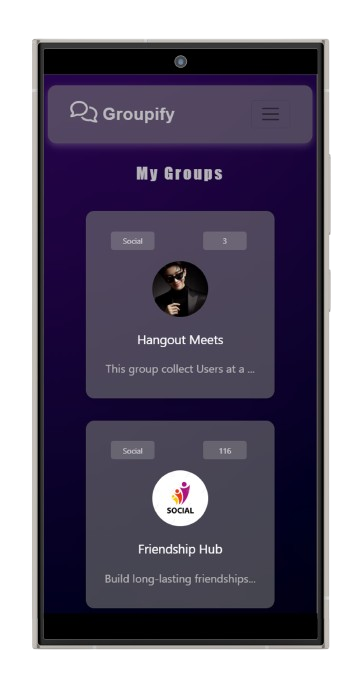 Groupify
My Groups
Social 3
Hangout Meets
This group collect Users at a ...
Social 116
SOCIAL
Friendship Hub
Build long-lasting friendships...